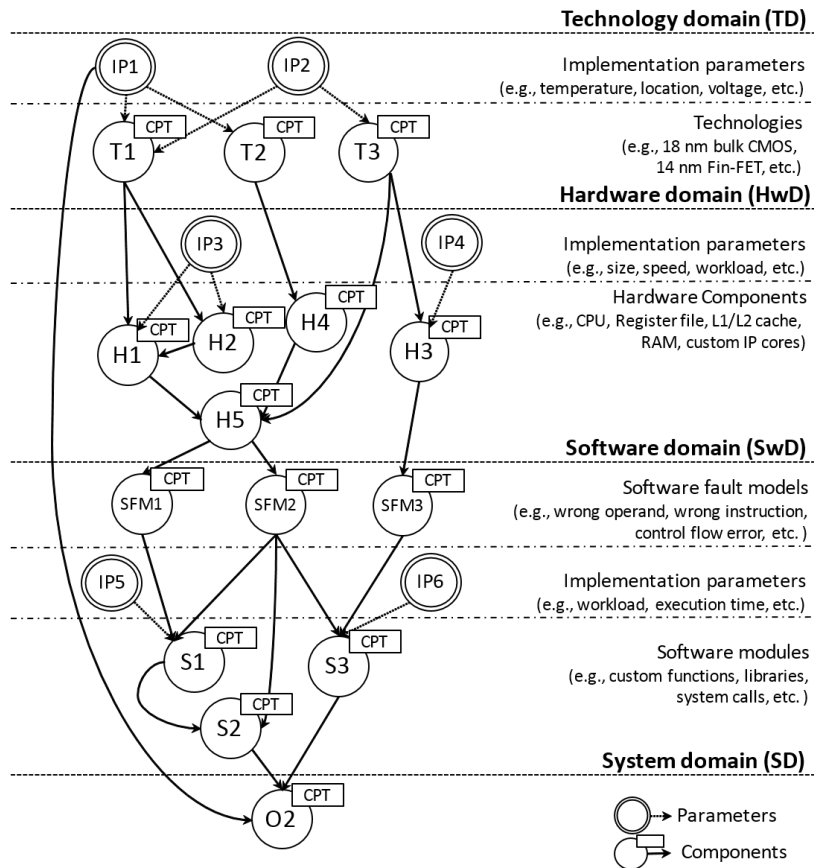 Technology domain (TD)
IP1
IP2
Implementation parameters
(e.g., temperature, location, voltage, etc.)
CPT
CPT
CPT
T1
T2
T3
Technologies
(e.g., 18 nm bulk CMOS,
14 nm Fin-FET, etc.)
Hardware domain (HwD)
IP3
IP4
Implementation parameters
(e.g., size, speed, workload, etc.)
Hardware Components
(e.g., CPU, Register file, L1/L2 cache,
RAM, custom IP cores)
CPT
CPT
CPT
CPT
H1
H2
H4
H3
CPT
H5
Software domain (SwD)
CPT
CPT
CPT
SFM1
SFM2
SFM3
Software fault models
(e.g., wrong operand, wrong instruction,
control flow error, etc. )
IP5
IP6
Implementation parameters
(e.g., workload, execution time, etc.)
CPT
CPT
S1
S3
Software modules
(e.g., custom functions, libraries,
system calls, etc. )
CPT
S2
System domain (SD)
CPT
O2
Parameters
Components